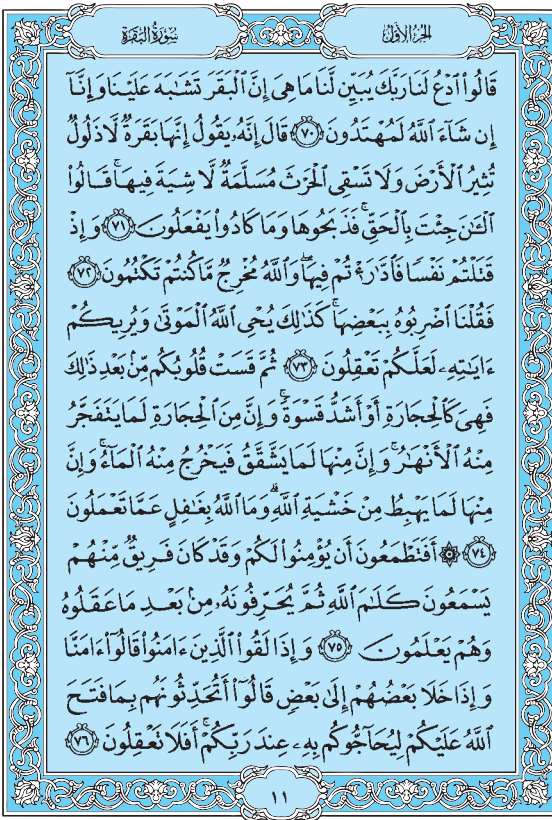 الجزء الأول
سورة البقرة
قَالُوا۟ ٱدۡعُ لَنَا رَبَّكَ يُبَيِّن لَّنَا مَا هِىَ إِنَّ ٱلۡبَقَرَ تَشَٰبَهَ عَلَيۡنَا وَإِنَّآ
إِن شَآءَ ٱللَّهُ لَمُهۡتَدُونَ ٧٠ قَالَ إِنَّهُۥ يَقُولُ إِنَّهَا بَقَرَةٌ لَّا ذَلُولٌ
تُثِيرُ ٱلۡأَرۡضَ وَلَا تَسۡقِى ٱلۡحَرۡثَ مُسَلَّمَةٌ لَّا شِيَةَ فِيهَاۚ قَالُوا۟
ٱلۡـَٰٔنَ جِئۡتَ بِٱلۡحَقِّۚ فَذَبَحُوهَا وَمَا كَادُوا۟ يَفۡعَلُونَ ٧١ وَإِذۡ
قَتَلۡتُمۡ نَفۡسًا فَٱدَّٰرَٰٔتُمۡ فِيهَاۖ وَٱللَّهُ مُخۡرِجٌ مَّا كُنتُمۡ تَكۡتُمُونَ ٧٢
فَقُلۡنَا ٱضۡرِبُوهُ بِبَعۡضِهَاۚ كَذَٰلِكَ يُحۡىِ ٱللَّهُ ٱلۡمَوۡتَىٰ وَيُرِيكُمۡ
ءَايَٰتِهِۦ لَعَلَّكُمۡ تَعۡقِلُونَ ٧٣ ثُمَّ قَسَتۡ قُلُوبُكُم مِّنۢ بَعۡدِ ذَٰلِكَ
فَهِىَ كَٱلۡحِجَارَةِ أَوۡ أَشَدُّ قَسۡوَةًۚ وَإِنَّ مِنَ ٱلۡحِجَارَةِ لَمَا يَتَفَجَّرُ
مِنۡهُ ٱلۡأَنۡهَٰرُۚ وَإِنَّ مِنۡهَا لَمَا يَشَّقَّقُ فَيَخۡرُجُ مِنۡهُ ٱلۡمَآءُۚ وَإِنَّ
مِنۡهَا لَمَا يَهۡبِطُ مِنۡ خَشۡيَةِ ٱللَّهِۗ وَمَا ٱللَّهُ بِغَٰفِلٍ عَمَّا تَعۡمَلُونَ
٧٤ ۞ أَفَتَطۡمَعُونَ أَن يُؤۡمِنُوا۟ لَكُمۡ وَقَدۡ كَانَ فَرِيقٌ مِّنۡهُمۡ
يَسۡمَعُونَ كَلَٰمَ ٱللَّهِ ثُمَّ يُحَرِّفُونَهُۥ مِنۢ بَعۡدِ مَا عَقَلُوهُ
وَهُمۡ يَعۡلَمُونَ ٧٥ وَإِذَا لَقُوا۟ ٱلَّذِينَ ءَامَنُوا۟ قَالُوٓا۟ ءَامَنَّا
وَإِذَا خَلَا بَعۡضُهُمۡ إِلَىٰ بَعۡضٍ قَالُوٓا۟ أَتُحَدِّثُونَهُم بِمَا فَتَحَ
ٱللَّهُ عَلَيۡكُمۡ لِيُحَآجُّوكُم بِهِۦ عِندَ رَبِّكُمۡۚ أَفَلَا تَعۡقِلُونَ ٧٦
١١